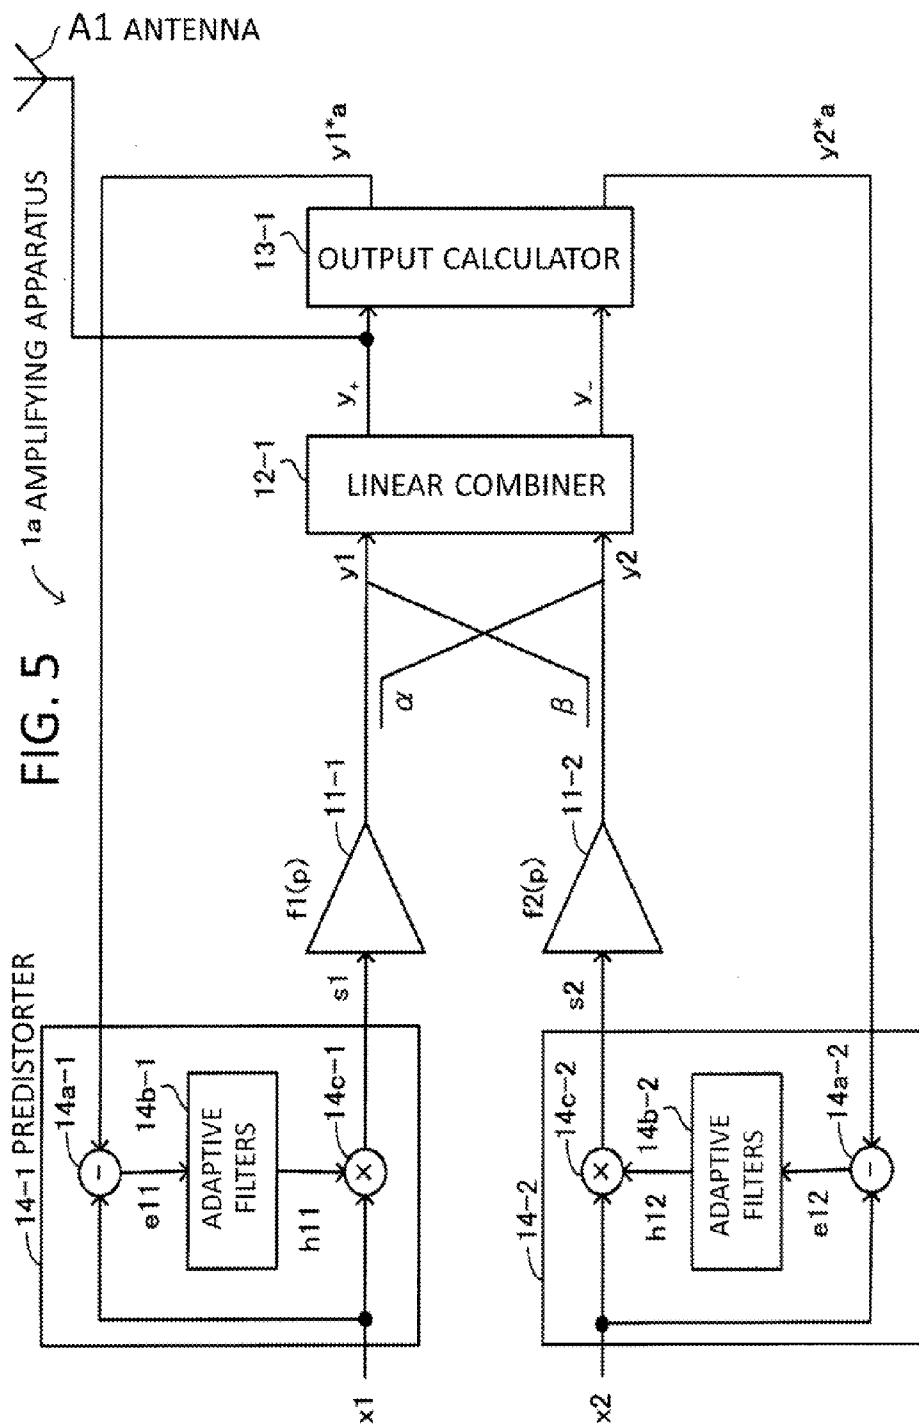 FIG. 5
1a AMPLIFYING APPARATUS
A1 ANTENNA
14-1 PREDISTORTER
14a-1
e11
14b-1
ADAPTIVE
FILTERS
h11
14c-1
×
−
x1
s1
f1(p)
11-1
α
y1
12-1
LINEAR COMBINER
y+
13-1
OUTPUT CALCULATOR
y1*a
14-2
x2
14c-2
×
h12
14b-2
ADAPTIVE
FILTERS
e12
14a-2
−
s2
f2(p)
11-2
β
y2
y-
y2*a